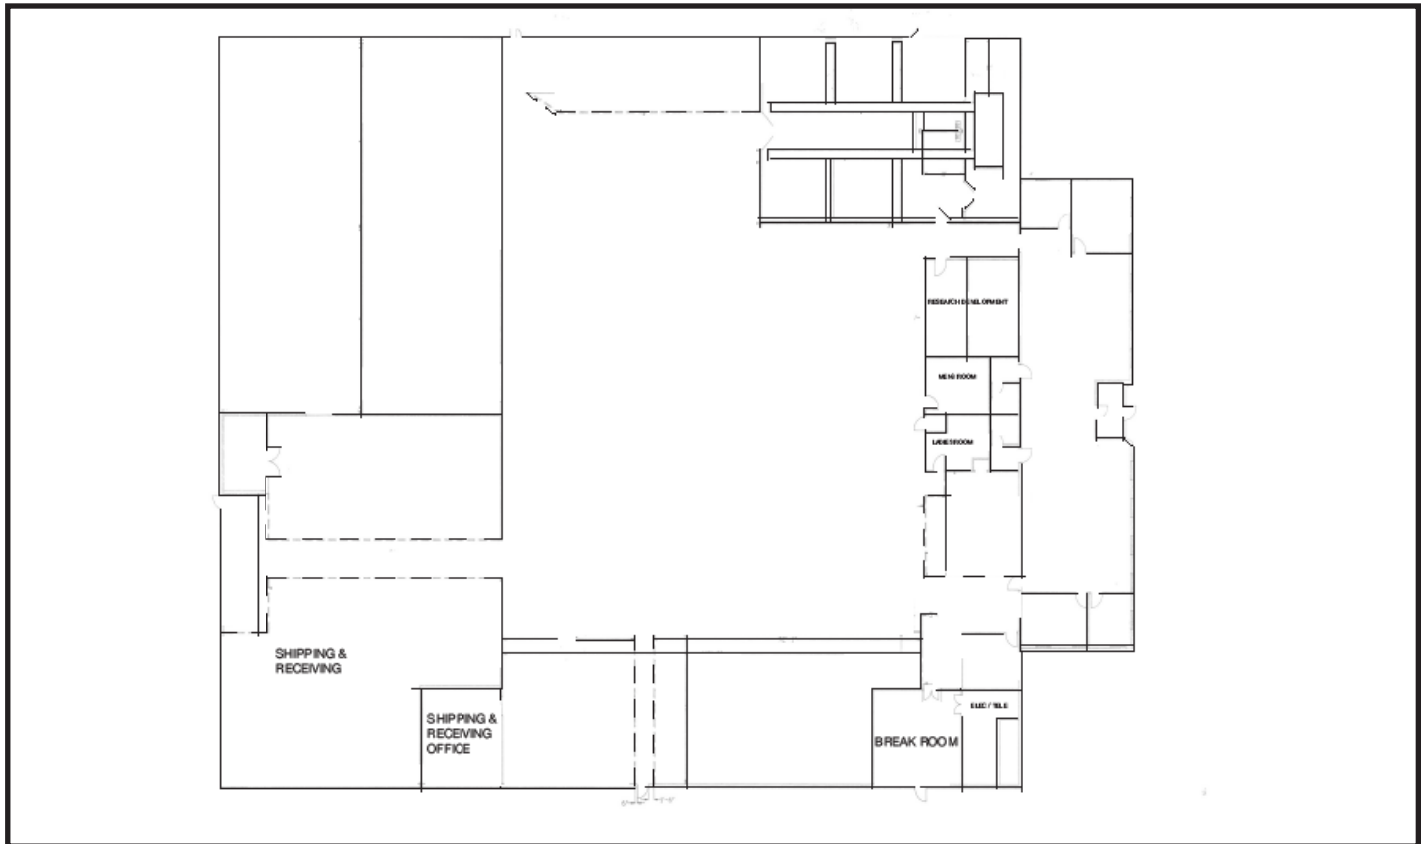 RESEARCH DEVELOPMENT
MENS ROOM
LADIES ROOM
SHIPPING &
RECEIVING
SHIPPING &
RECEIVING
OFFICE
ELEC / TELE
BREAK ROOM